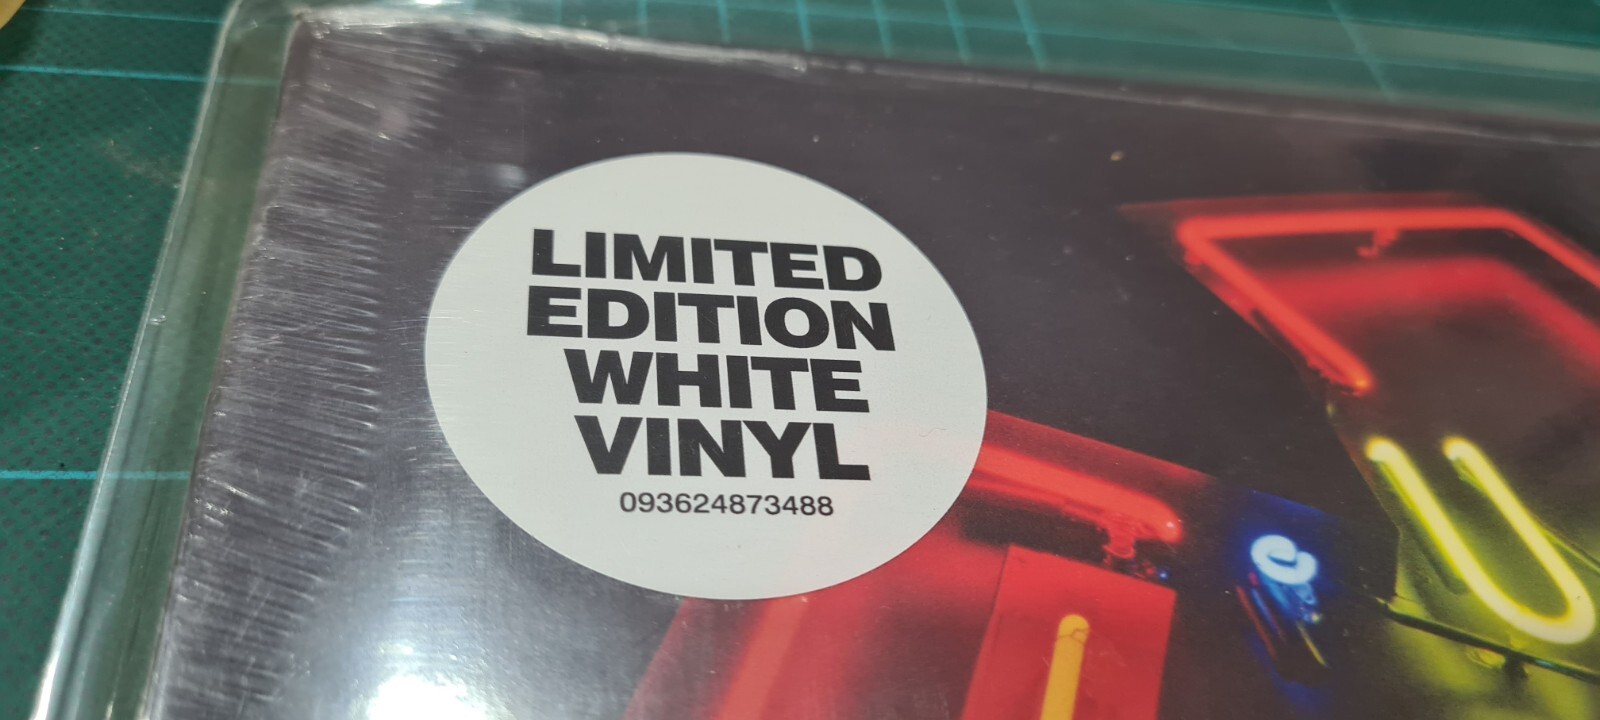 LIMITED
EDITION
WHITE
VINYL
093624873488